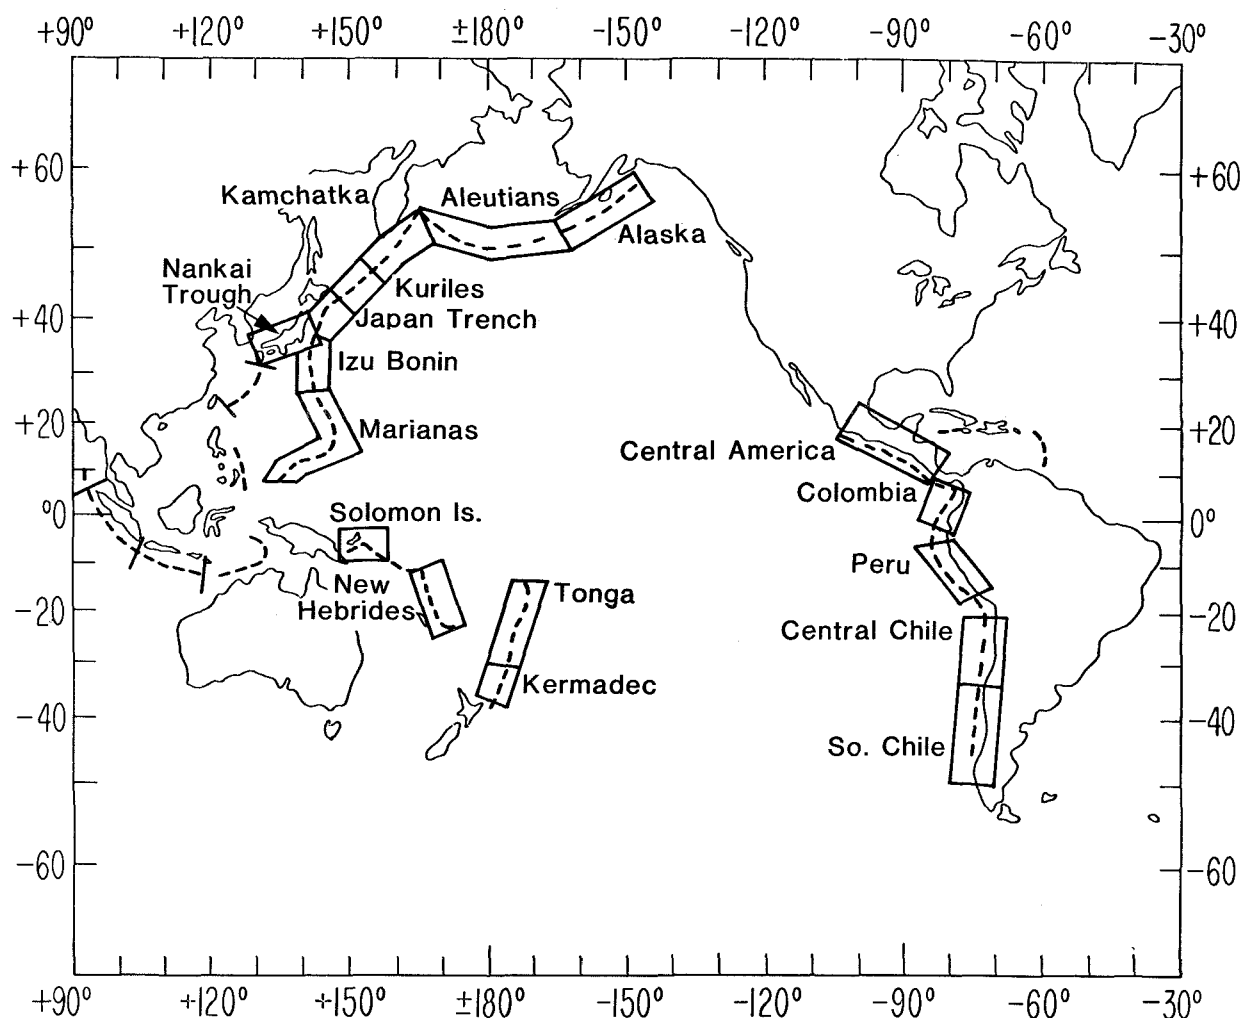 +90° +120° +150° ±180° -150° -120° -90° -60° -30°
+60 +60
Kamchatka Aleutians
Alaska
Nankai
Trough
Kuriles
+40 Japan Trench +40
Izu Bonin
+20 Marianas +20
Central America
Colombia
°0 Solomon Is. 0°
Peru
New
Hebrides
Tonga
-20 -20
Central Chile
Kermadec
-40 -40
So. Chile
-60 -60
+90° +120° +150° ±180° -150° -120° -90° -60° -30°